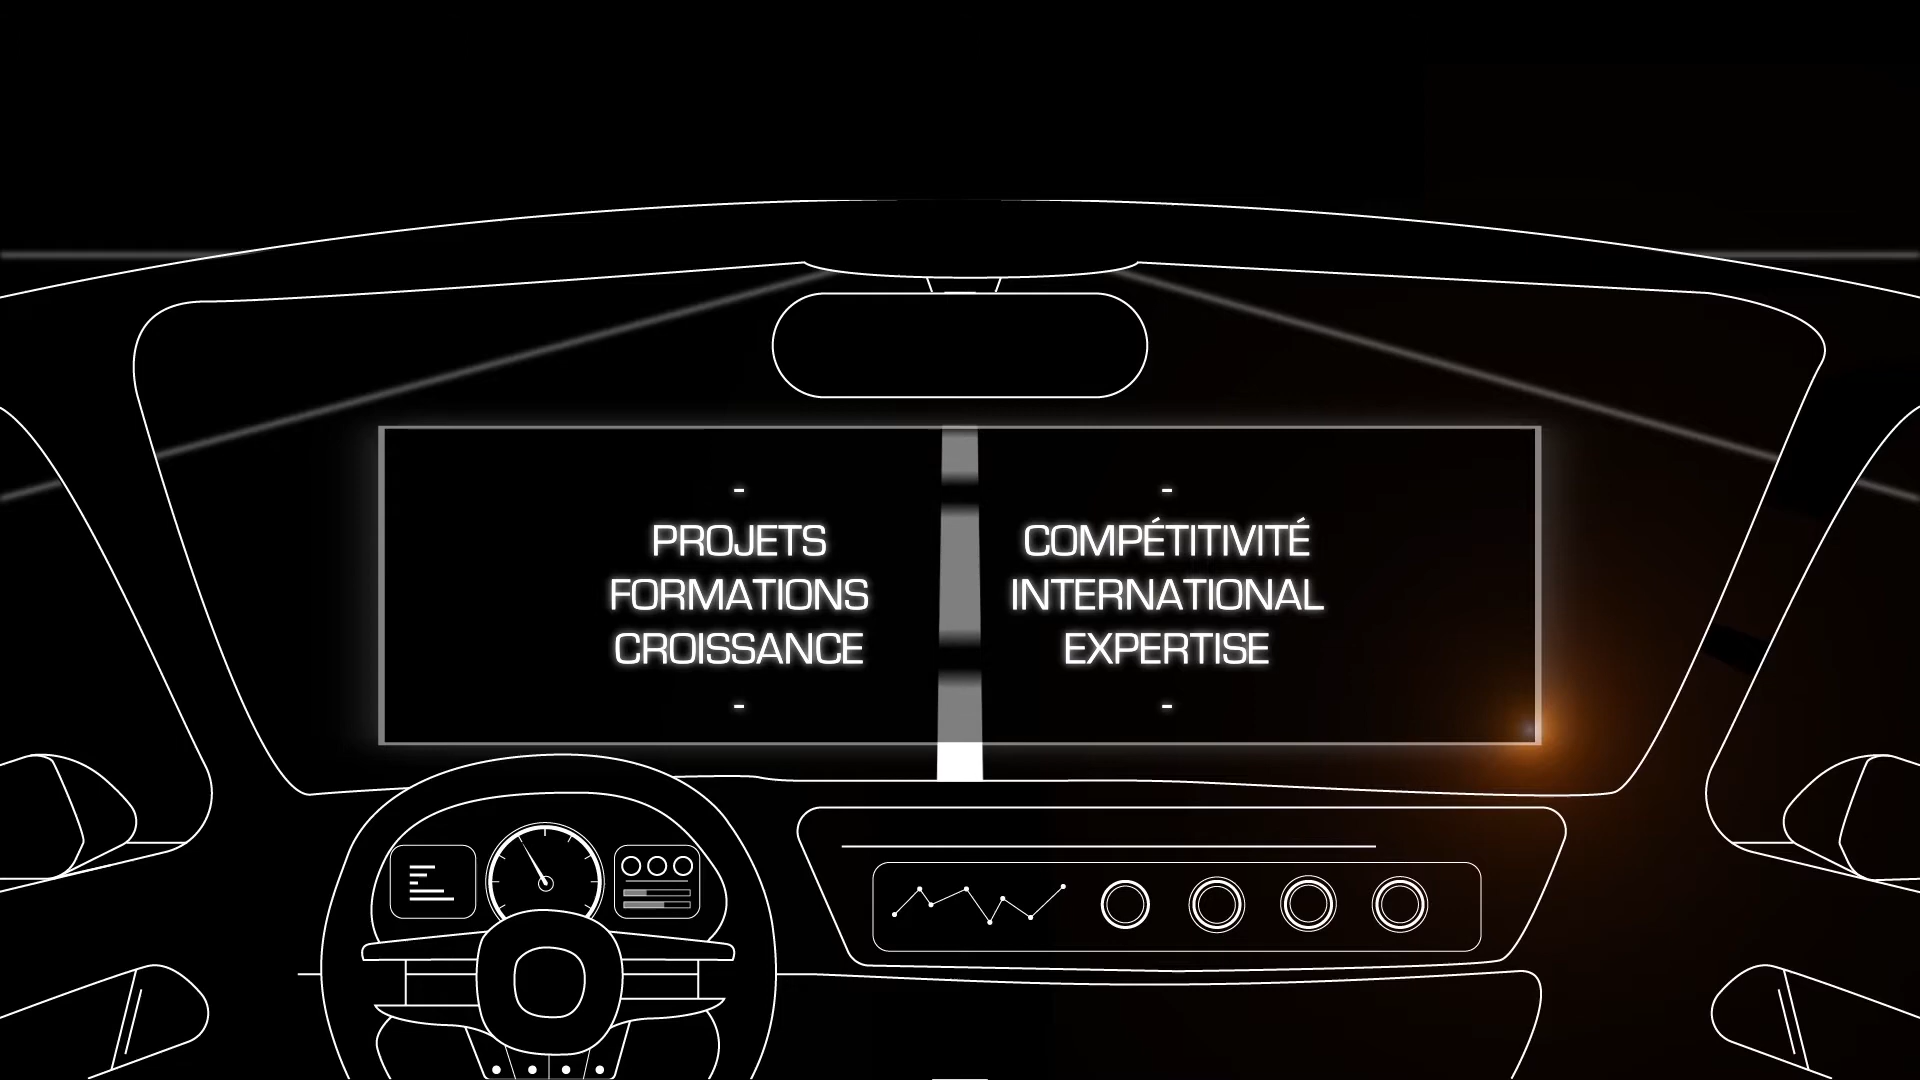 -
PROJETS
FORMATIONS
CROISSANCE
-
-
COMPÉTITIVITÉ
INTERNATIONAL
EXPERTISE
-